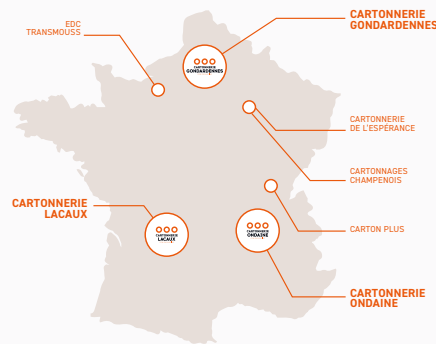 EDC
TRANSMOUSS
CARTONNERIE
GONDARDENNES
CARTONNERIE
GONDARDENNES
CARTONNERIE
DE L'ESPÉRANCE
CARTONNAGES
CHAMPENOIS
CARTONNERIE
LACAUX
CARTONNERIE
LACAUX
CARTONNERIE
ONDAINE
CARTON PLUS
CARTONNERIE
ONDAINE